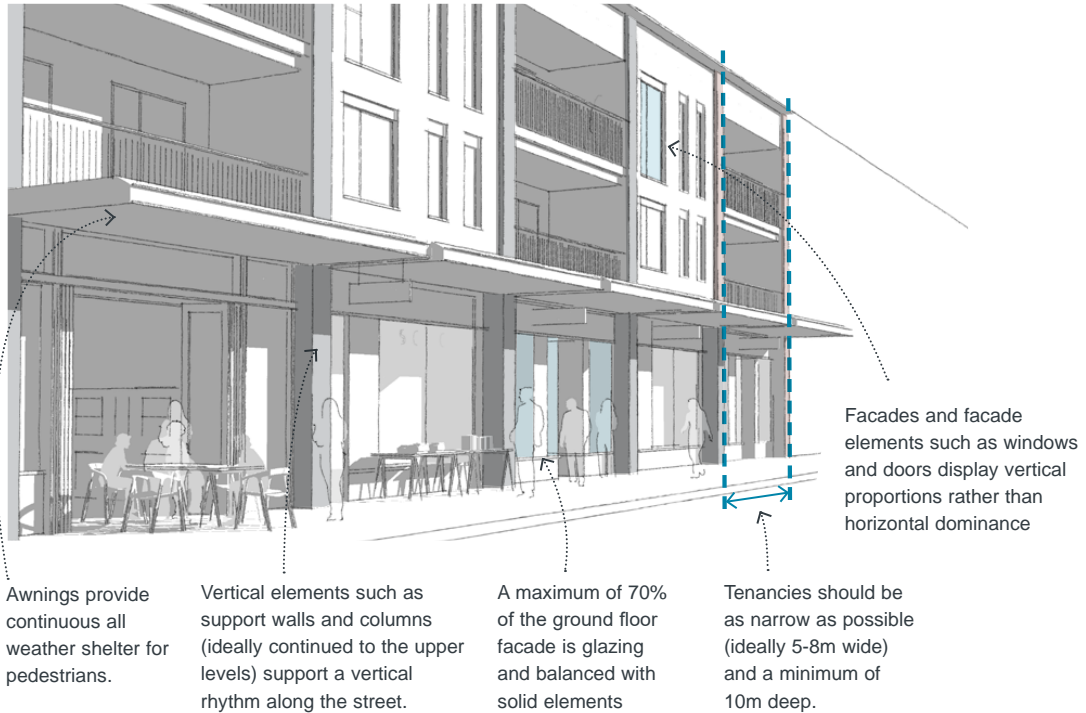 Facades and facade
elements such as windows
and doors display vertical
proportions rather than
horizontal dominance
Awnings provide
continuous all
weather shelter for
pedestrians.
Vertical elements such as
support walls and columns
(ideally continued to the upper
levels) support a vertical
rhythm along the street.
A maximum of 70%
of the ground floor
facade is glazing
and balanced with
solid elements
Tenancies should be
as narrow as possible
(ideally 5-8m wide)
and a minimum of
10m deep.